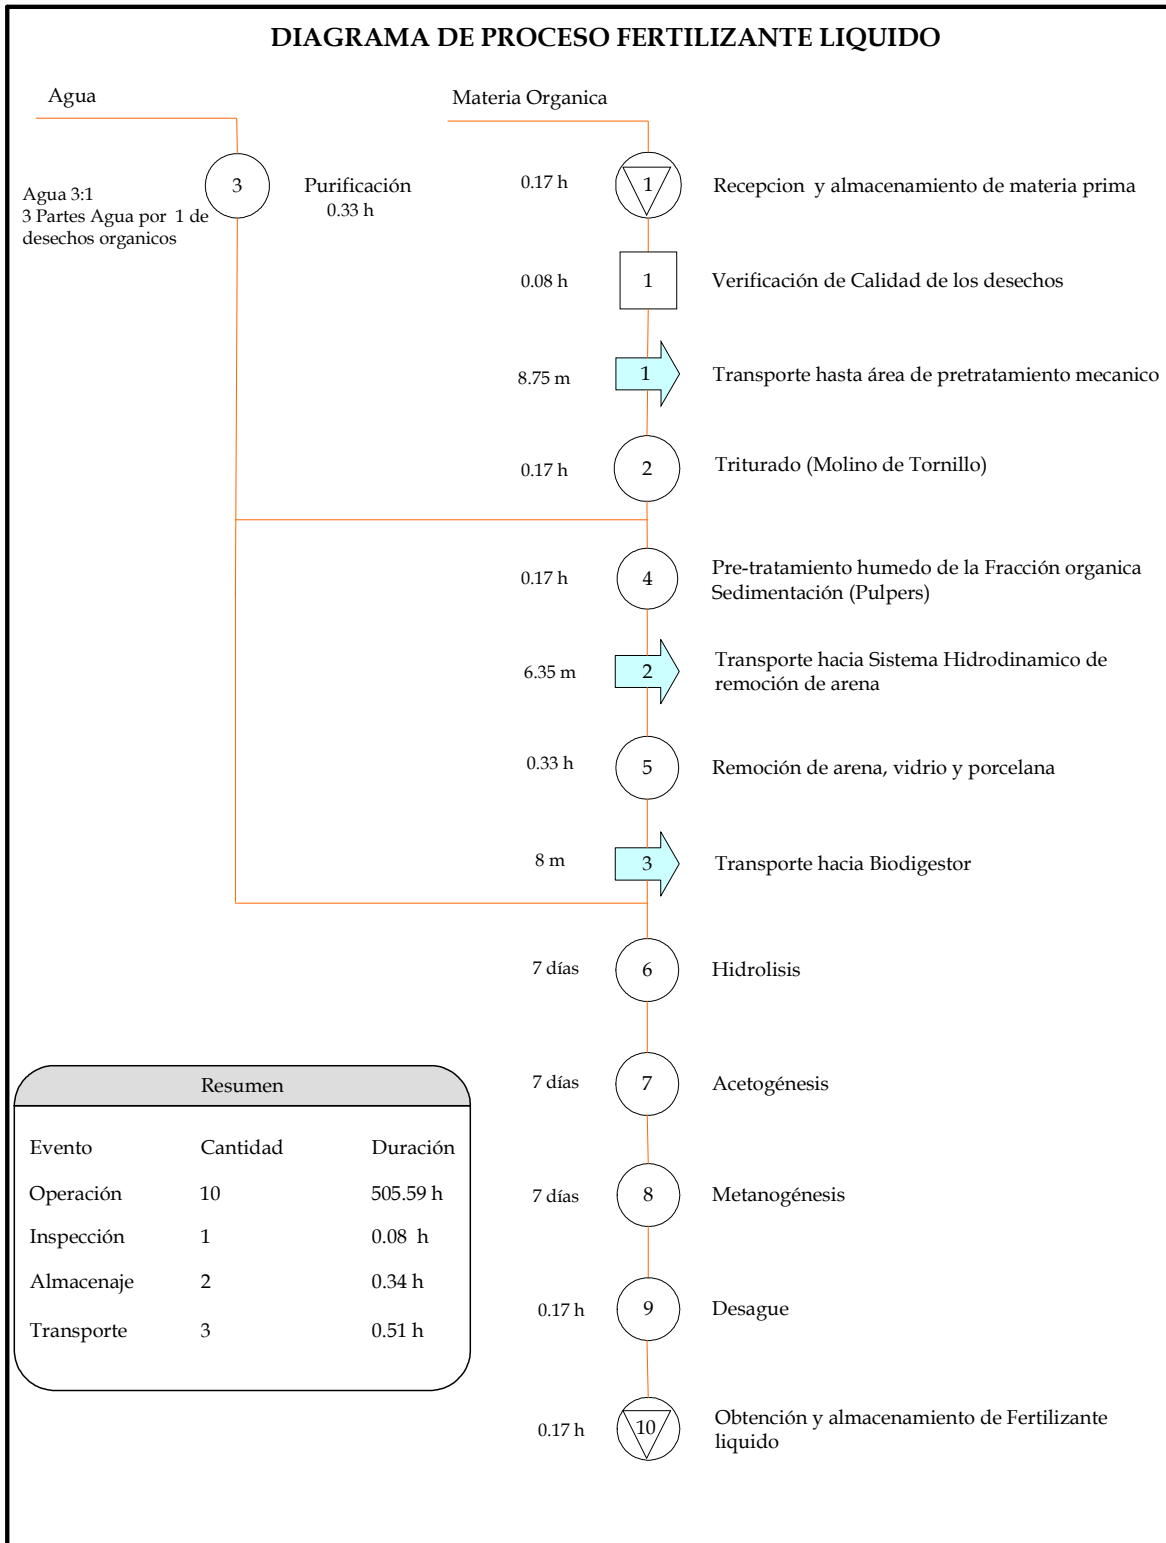 DIAGRAMA DE PROCESO FERTILIZANTE LIQUIDO
Agua
Materia Organica
3
Purificación
0.33 h
Agua 3:1
3 Partes Agua por 1 de
desechos organicos
0.17 h
1
Recepcion y almacenamiento de materia prima
0.08 h
1
Verificación de Calidad de los desechos
8.75 m
1
Transporte hasta área de pretratamiento mecanico
0.17 h
2
Triturado (Molino de Tornillo)
0.17 h
4
Pre-tratamiento humedo de la Fracción organica
Sedimentación (Pulpers)
6.35 m
2
Transporte hacia Sistema Hidrodinamico de
remoción de arena
0.33 h
5
Remoción de arena, vidrio y porcelana
8 m
3
Transporte hacia Biodigestor
7 días
6
Hidrolisis
7 días
7
Acetogénesis
7 días
8
Metanogénesis
0.17 h
9
Desague
0.17 h
10
Obtención y almacenamiento de Fertilizante
liquido
Resumen
Evento Cantidad Duración
Operación 10 505.59 h
Inspección 1 0.08 h
Almacenaje 2 0.34 h
Transporte 3 0.51 h